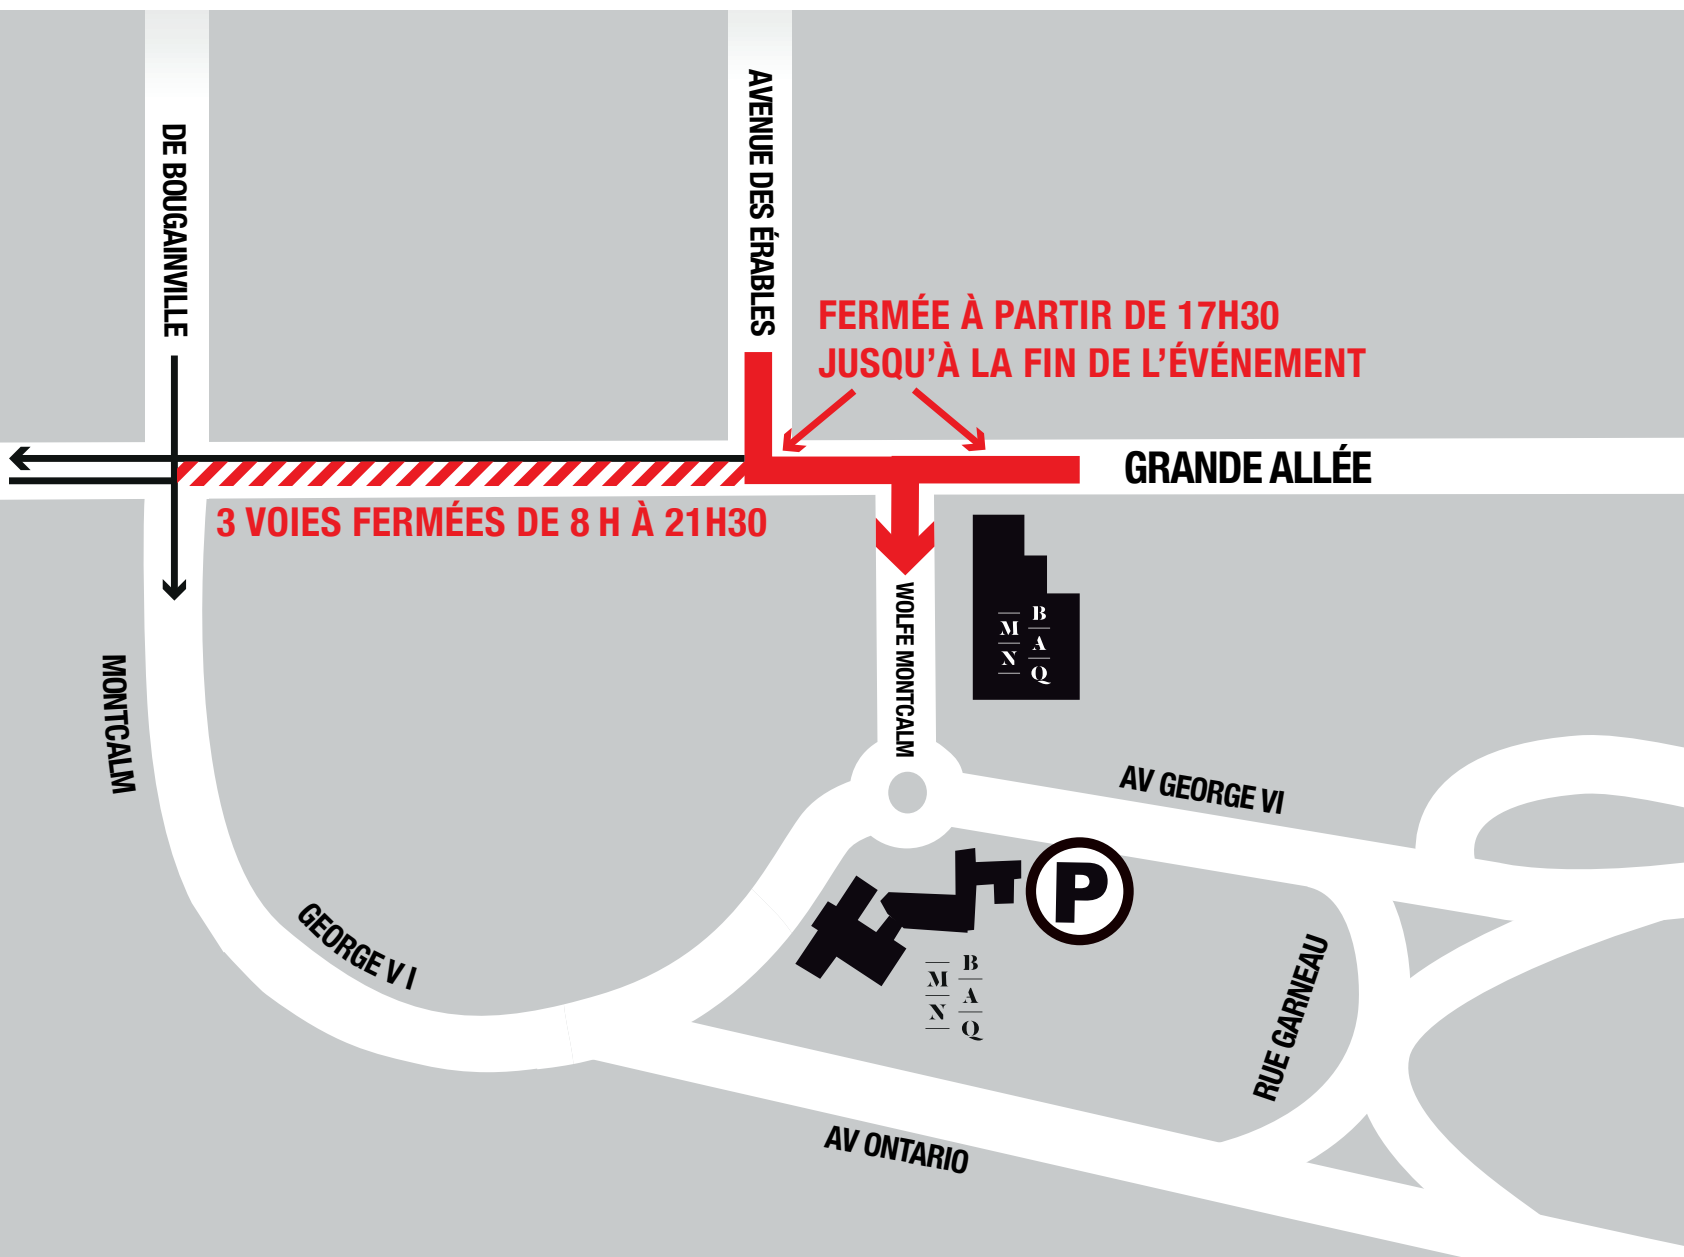 DE BOUGAINVILLE
AVENUE DES ÉRABLES
FERMÉE À PARTIR DE 17H30
JUSQU'À LA FIN DE L'ÉVÉNEMENT
GRANDE ALLÉE
3 VOIES FERMÉES DE 8 H À 21H30
WOLFE MONTCALM
M
N
B
A
Q
MONTCALM
AV GEORGE VI
P
GEORGE V I
M
N
B
A
Q
RUE GARNEAU
AV ONTARIO